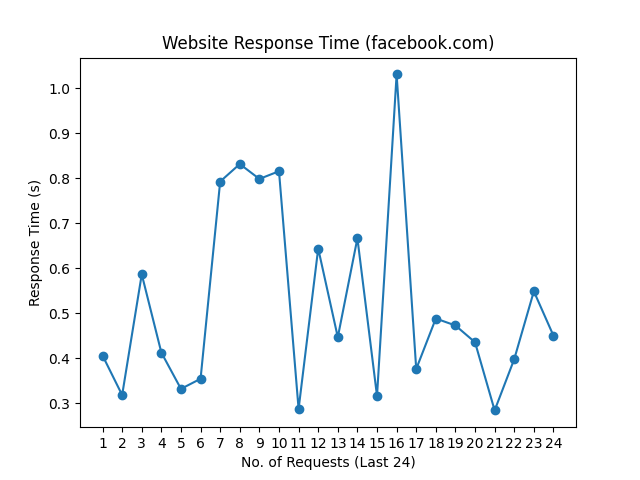 Website Response Time (facebook.com)
Response Time (s)
1.0
0.9
0.8
0.7
0.6
0.5
0.4
0.3
1 2 3 4 5 6 7 8 9 10 11 12 13 14 15 16 17 18 19 20 21 22 23 24
No. of Requests (Last 24)